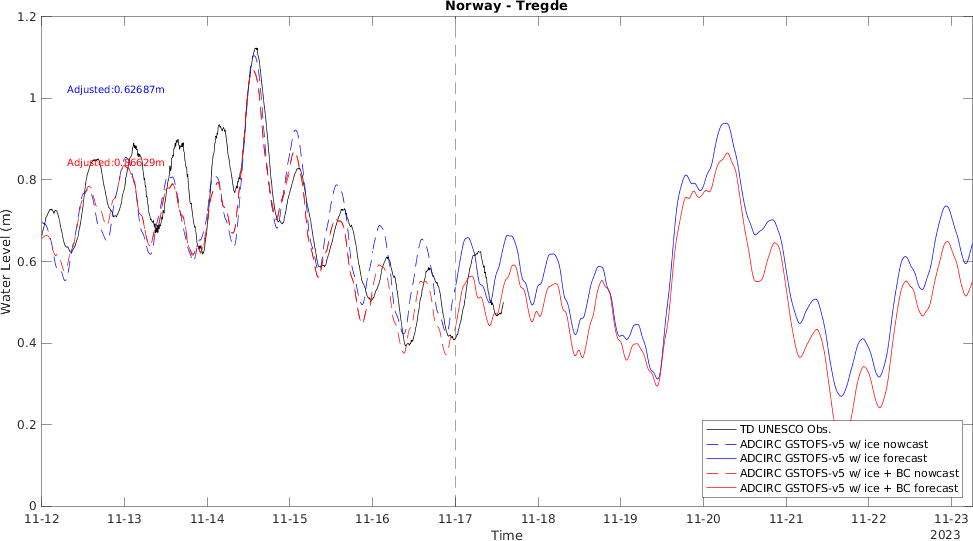 Norway - Tregde
1.2
1
0.8
0.6
0.4
0.2
0
Water Level (m)
Adjusted:0.62687m
TD UNESCO Obs.
ADCIRC GSTOFS-v5 w/ ice nowcast
ADCIRC GSTOFS-v5 w/ ice forecast
ADCIRC GSTOFS-v5 w/ ice + BC nowcast
ADCIRC GSTOFS-v5 w/ ice + BC forecast
11-12 11-13 11-14 11-15 11-16 11-17 11-18 11-19 11-20 11-21 11-22 11-23
Time
2023